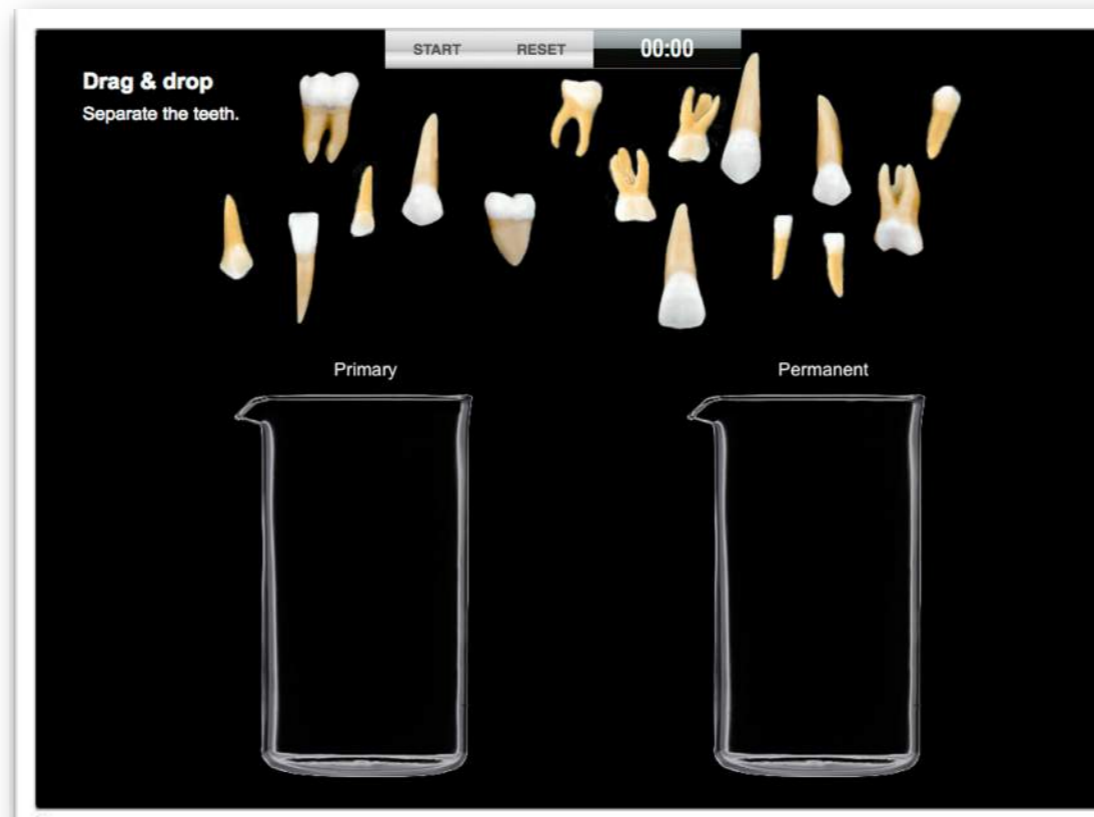 START RESET 00:00
Drag & drop
Separate the teeth.
Primary
Permanent